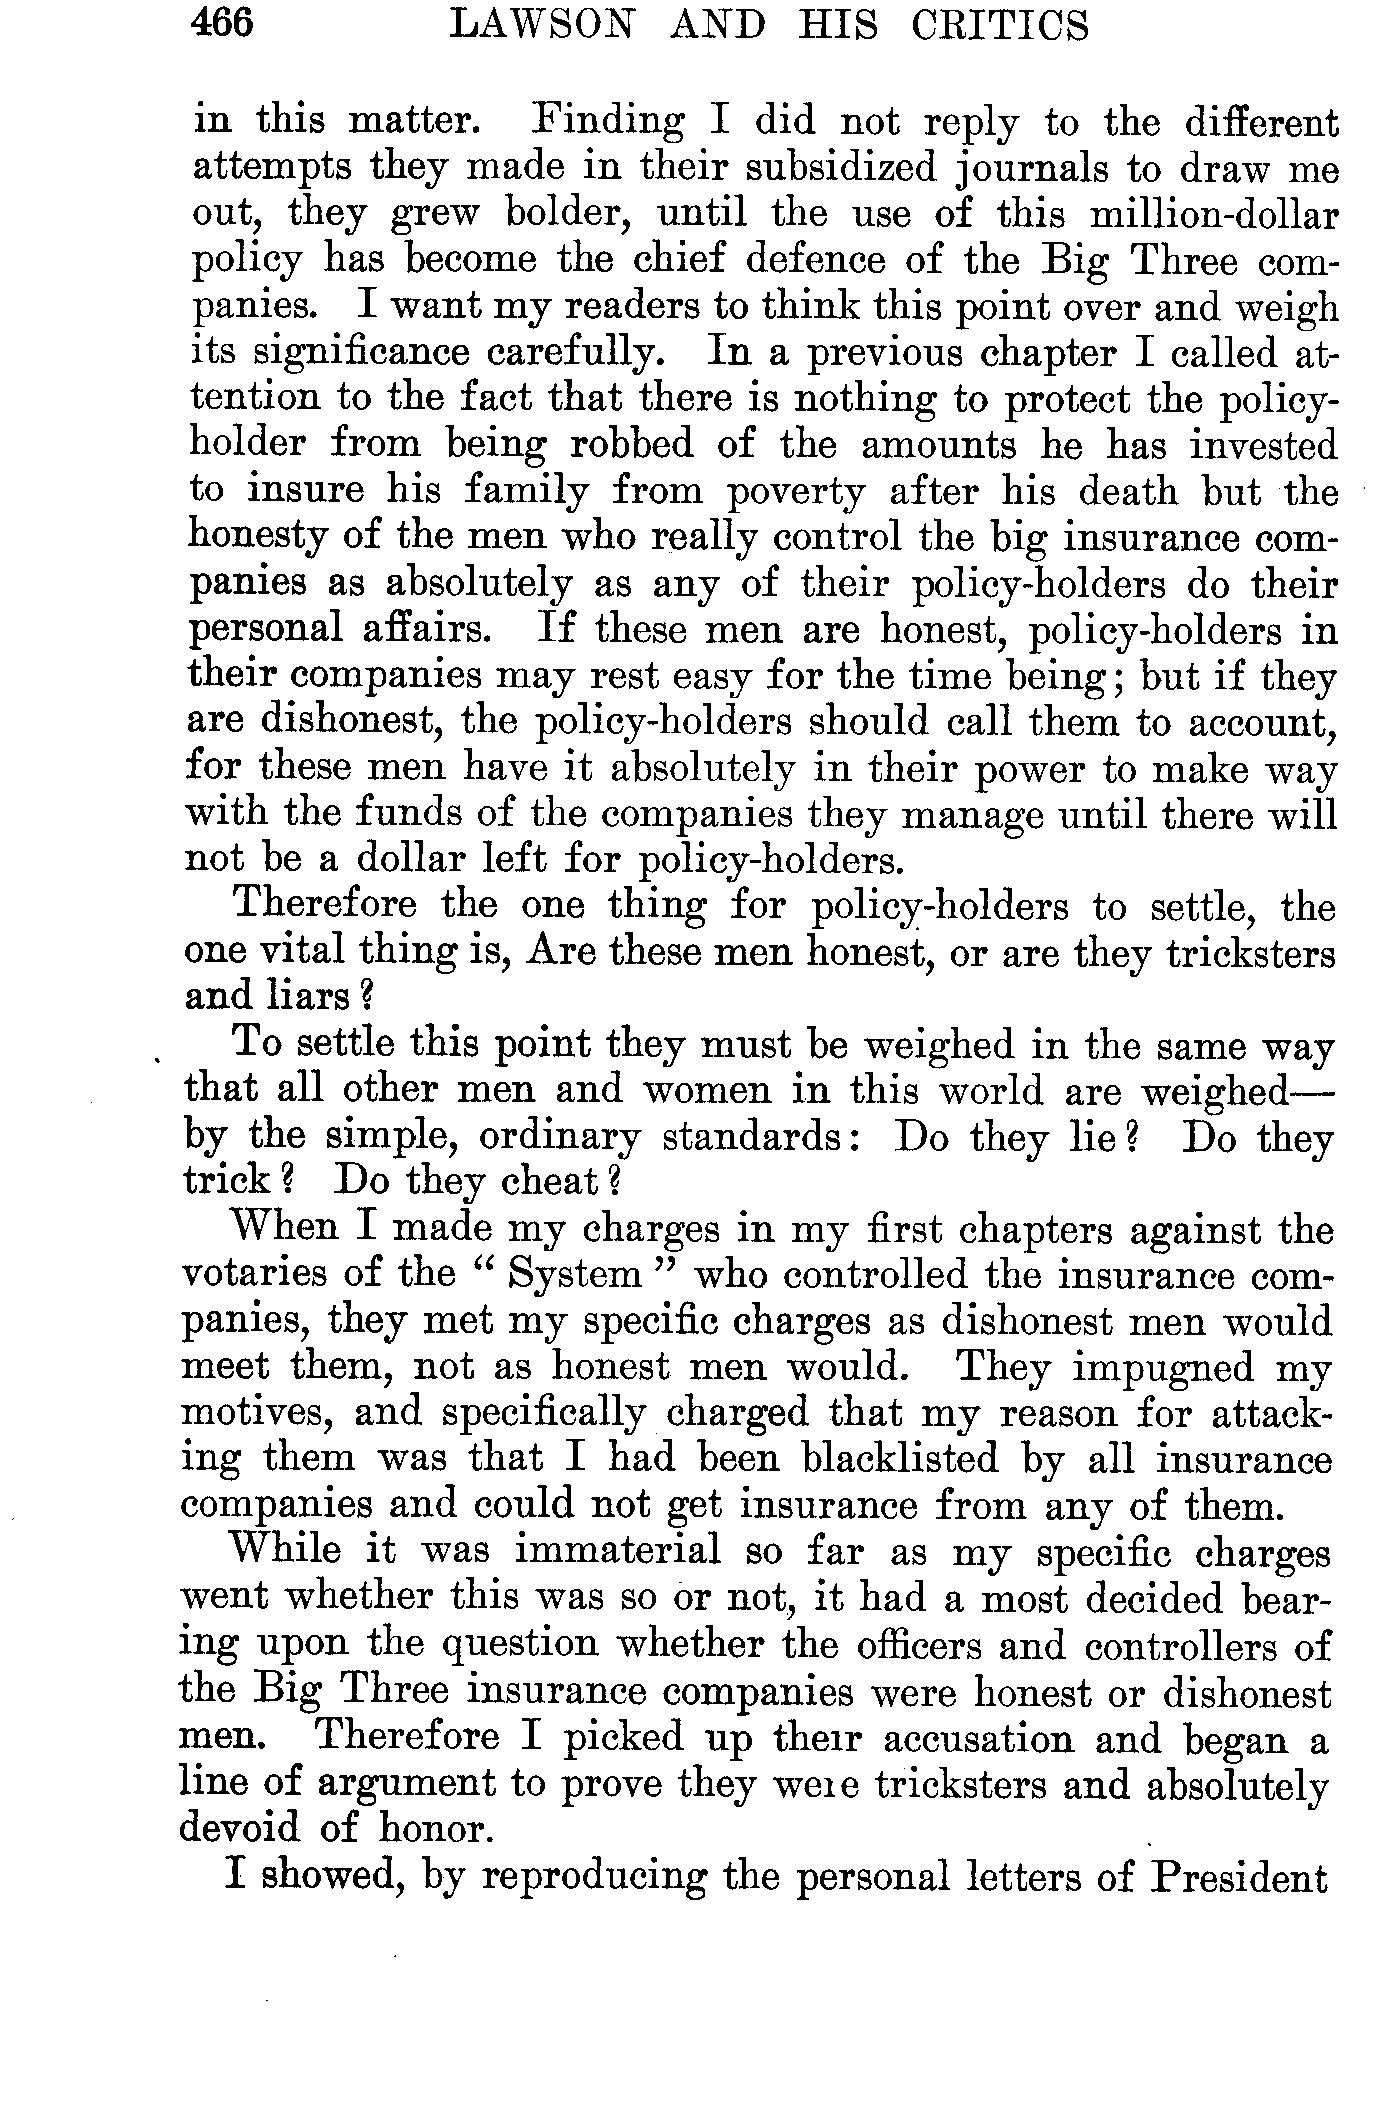 466 LAWSON AND HIS CRITICS
in this matter. Finding I did not reply to the different
attempts they made in their subsidized journals to draw me
out, they grew bolder, until the use of this million-dollar
policy has become the chief defence of the Big Three com-
panies. I want my readers to think this point over and weigh
its significance carefully. In a previous chapter I called at-
tention to the fact that there is nothing to protect the policy-
holder from being robbed of the amounts he has invested
to insure his family from poverty after his death but the
honesty of the men who really control the big insurance com-
panies as absolutely as any of their policy-holders do their
personal affairs. If these men are honest, policy-holders in
their companies may rest easy for the time being; but if they
are dishonest, the policy-holders should call them to account,
for these men have it absolutely in their power to make way
with the funds of the companies they manage until there will
not be a dollar left for policy-holders.
Therefore the one thing for policy-holders to settle, the
one vital thing is, Are these men honest, or are they tricksters
and liars?
To settle this point they must be weighed in the same way
that all other men and women in this world are weighed—
by the simple, ordinary standards: Do they lie? Do they
trick? Do they cheat?
When I made my charges in my first chapters against the
votaries of the “ System ” who controlled the insurance com-
panies, they met my specific charges as dishonest men would
meet them, not as honest men would. They impugned my
motives, and specifically charged that my reason for attack-
ing them was that I had been blacklisted by all insurance
companies and could not get insurance from any of them.
While it was immaterial so far as my specific charges
went whether this was so or not, it had a most decided bear-
ing upon the question whether the officers and controllers of
the Big Three insurance companies were honest or dishonest
men. Therefore I picked up their accusation and began a
line of argument to prove they were tricksters and absolutely
devoid of honor.
I showed, by reproducing the personal letters of President